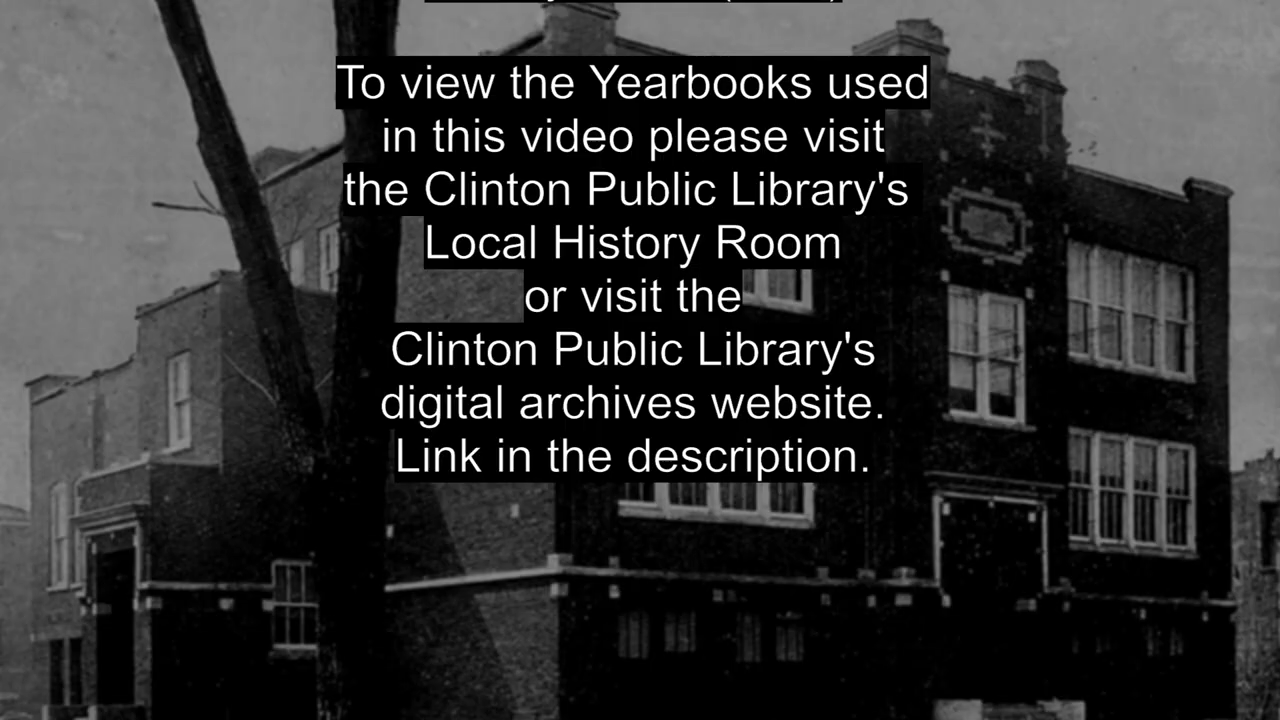 To view the Yearbooks used
in this video please visit
the Clinton Public Library's
Local History Room
or visit the
Clinton Public Library's
digital archives website.
Link in the description.